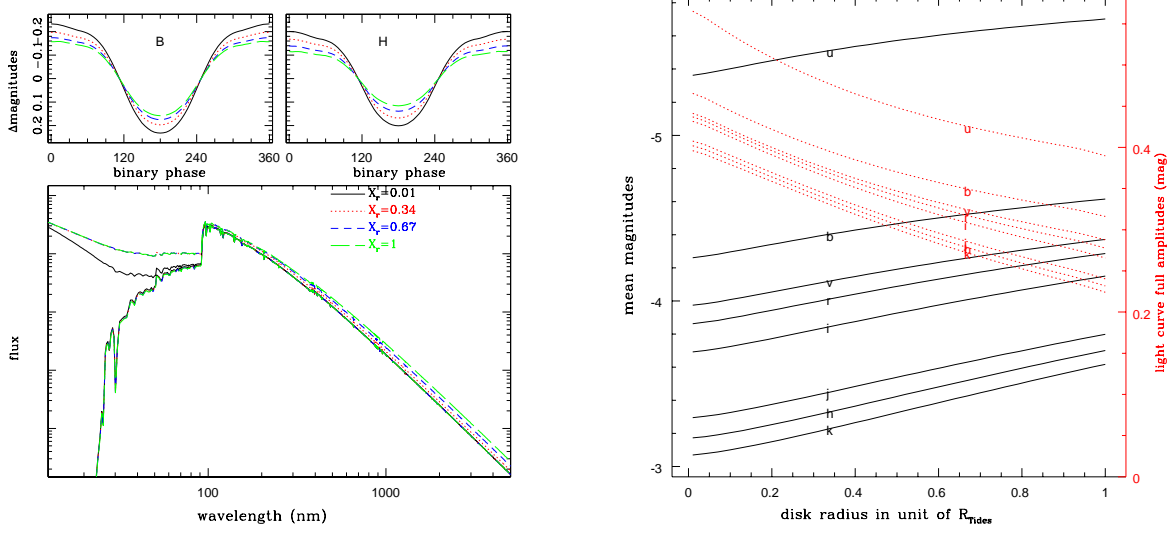 B
H
Δmagnitudes
-0.2
-0.1
0
0.1
0.2
0 120 240 360
0 120 240 360
binary phase
binary phase
X_r=0.01
X_r=0.34
X_r=0.67
X_r=1
flux
100 1000
wavelength (nm)
mean magnitudes
-5
-4
-3
u
b
v
r
i
j
h
k
u
b
v
r
i
j
h
k
0 0.2 0.4 0.6 0.8 1
disk radius in unit of R_Tides
0.4
0.2
0
light curve full amplitudes (mag)